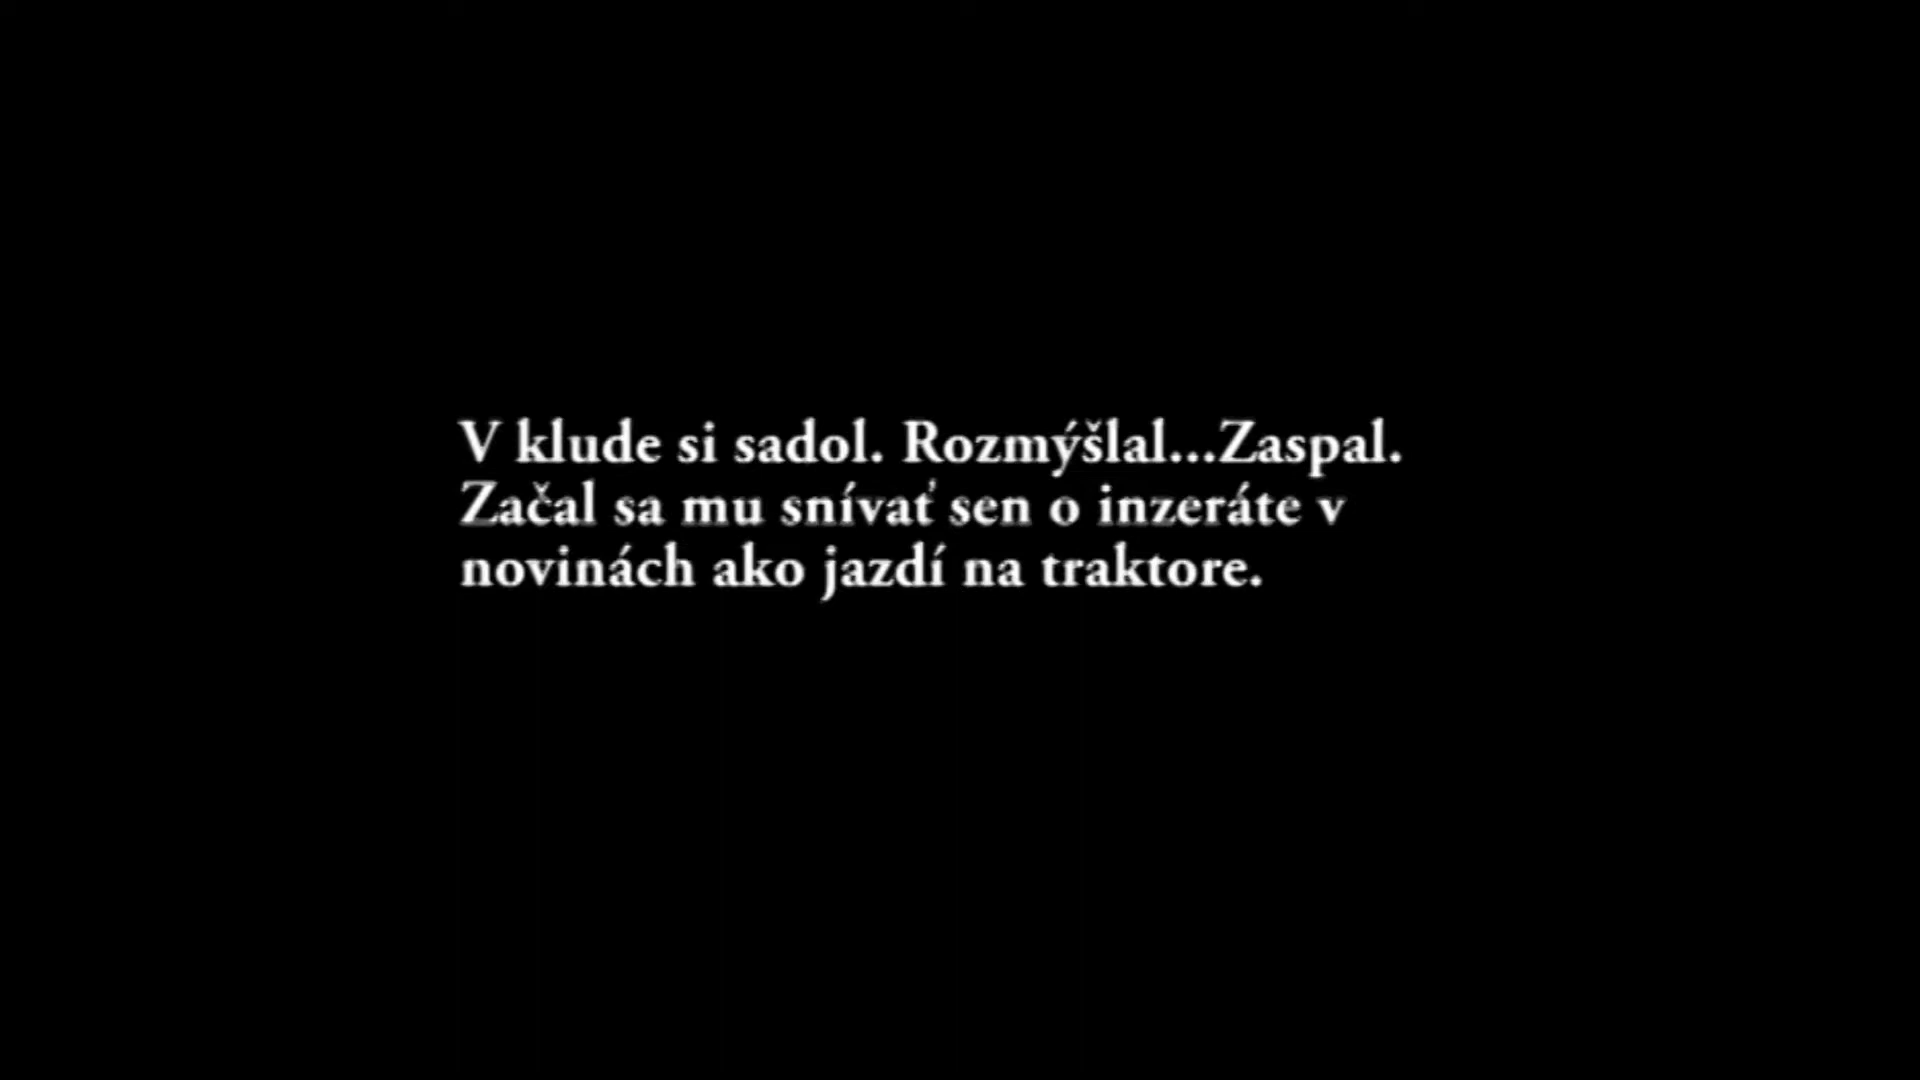 V klude si sadol. Rozmýšlal...Zaspal.
Začal sa mu snívať sen o inzeráte v
novinách ako jazdí na traktore.